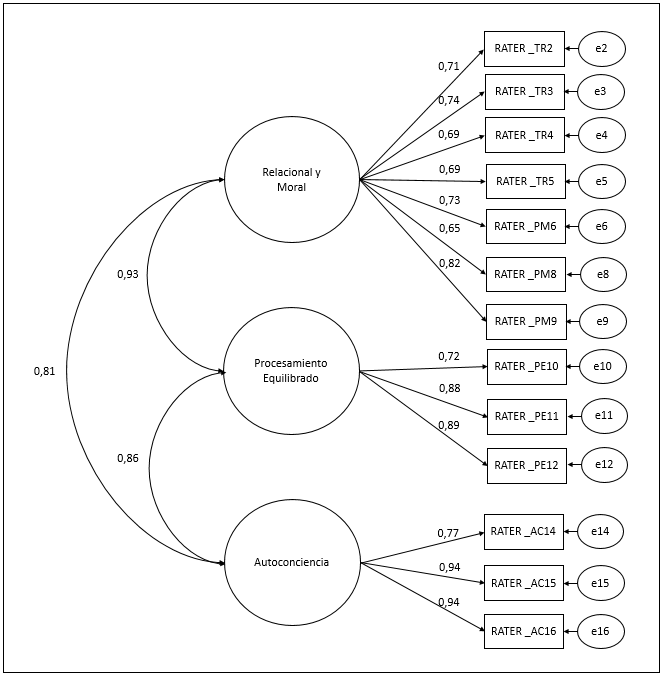 RATER _TR2 e2
0,71
RATER _TR3 e3
0,74
RATER _TR4 e4
0,69
Relacional y
Moral
RATER _TR5 e5
0,69
RATER _PM6 e6
0,73
0,65
RATER _PM8 e8
0,82
0,93
RATER _PM9 e9
0,72
RATER _PE10 e10
Procesamiento
Equilibrado
0,81
0,88
RATER _PE11 e11
0,89
0,86
RATER _PE12 e12
0,77
RATER _AC14 e14
Autoconciencia
0,94
RATER _AC15 e15
0,94
RATER _AC16 e16